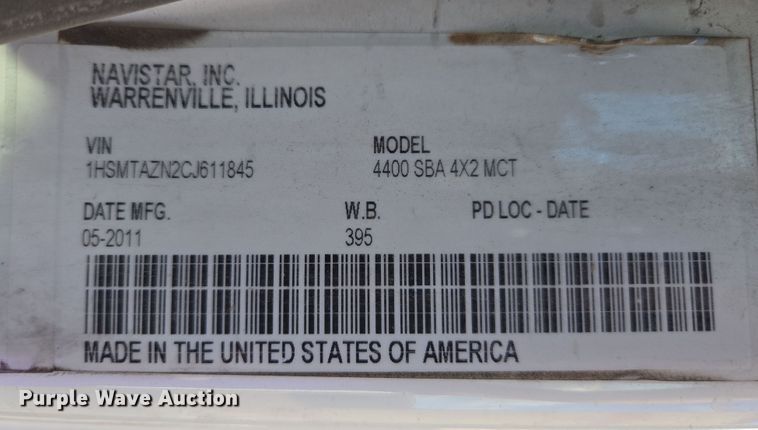 NAVISTAR, INC.
WARRENVILLE, ILLINOIS
VIN MODEL
1HSMTAZN2CJ611845 4400 SBA 4X2 MCT
DATE MFG. W.B. PD LOC - DATE
05-2011 395
MADE IN THE UNITED STATES OF AMERICA
Purple Wave Auction